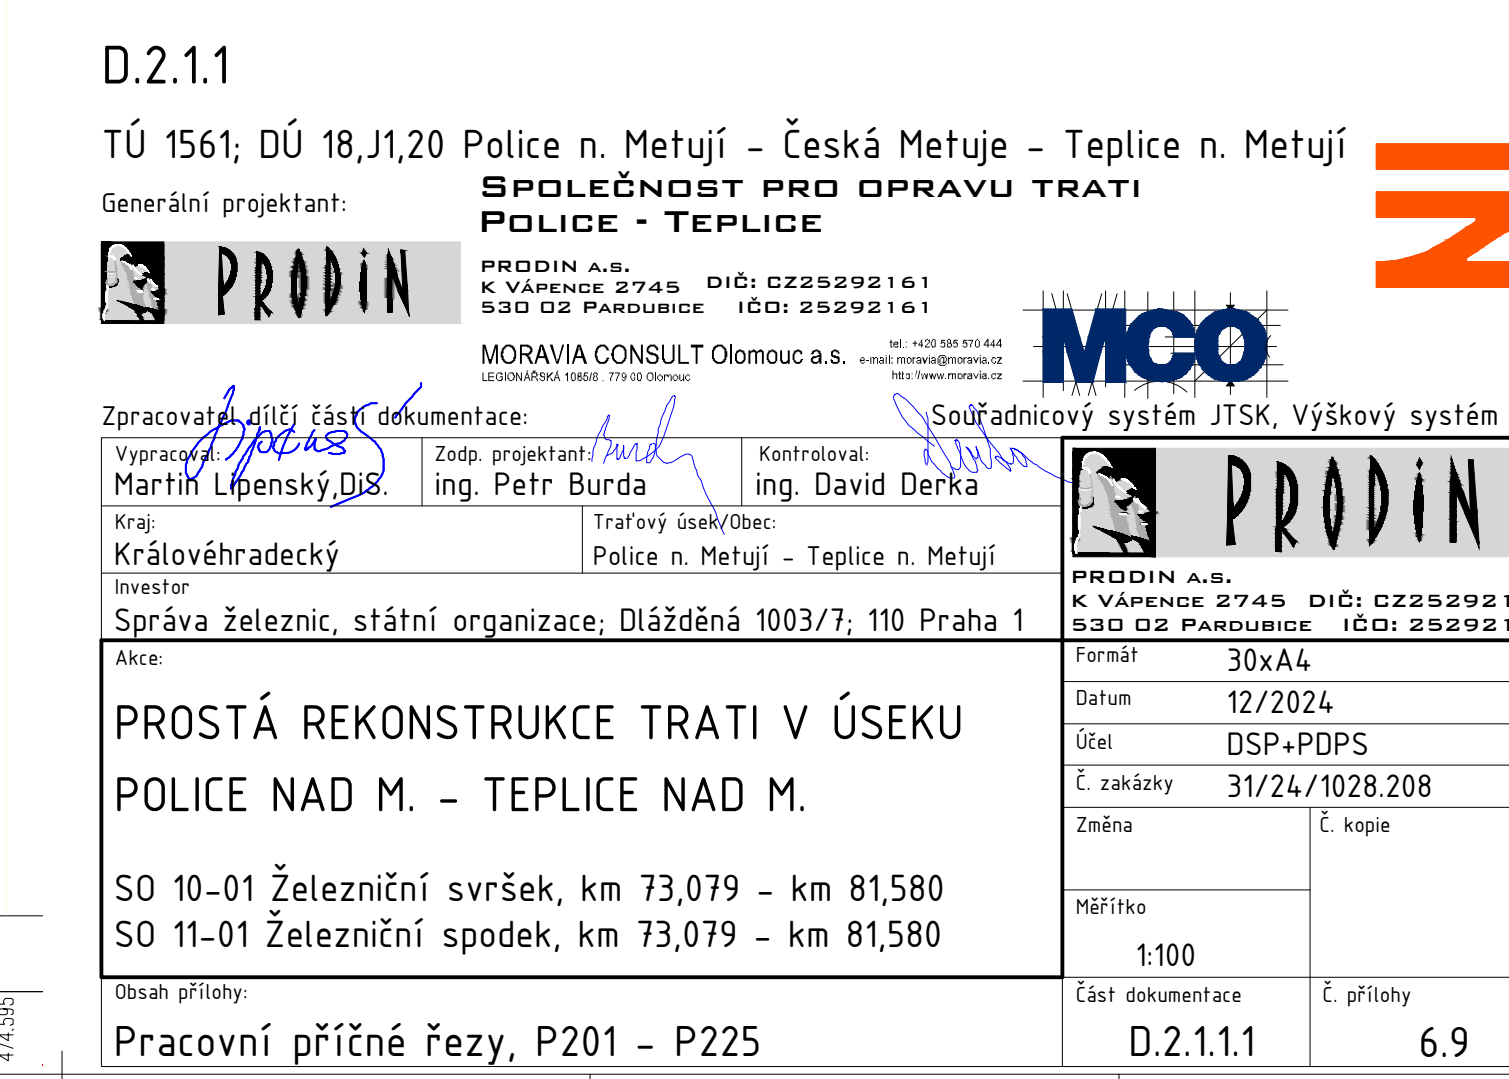 D.2.1.1
TÚ 1561; DÚ 18,J1,20 Police n. Metují – Česká Metuje – Teplice n. Metují
Generální projektant:
SPOLEČNOST PRO OPRAVU TRATI
POLICE - TEPLICE
PRODIN
PRODIN A.S.
K VÁPENCE 2745 DIČ: CZ25292161
530 02 PARDUBICE IČO: 25292161
MORAVIA CONSULT Olomouc a.s.
LEGIONÁŘSKÁ 1085/8 . 779 00 Olomouc
tel.: +420 585 570 444
e-mail: moravia@moravia.cz
http://www.moravia.cz
MCO
Zpracovatel dílčí části dokumentace:
Souřadnicový systém JTSK, Výškový systém
Vypracoval:
Martin Lipenský,DiS.
Zodp. projektant:
ing. Petr Burda
Kontroloval:
ing. David Derka
Kraj:
Královéhradecký
Traťový úsek/Obec:
Police n. Metují – Teplice n. Metují
Investor
Správa železnic, státní organizace; Dlážděná 1003/7; 110 Praha 1
PRODIN
PRODIN A.S.
K VÁPENCE 2745 DIČ: CZ252921
530 02 PARDUBICE IČO: 252921
Akce:
PROSTÁ REKONSTRUKCE TRATI V ÚSEKU
POLICE NAD M. – TEPLICE NAD M.
SO 10–01 Železniční svršek, km 73,079 – km 81,580
SO 11–01 Železniční spodek, km 73,079 – km 81,580
Formát 30xA4
Datum 12/2024
Účel DSP+PDPS
Č. zakázky 31/24/1028.208
Změna
Č. kopie
Měřítko
1:100
Obsah přílohy:
Pracovní příčné řezy, P201 – P225
Část dokumentace
D.2.1.1.1
Č. přílohy
6.9
474.595